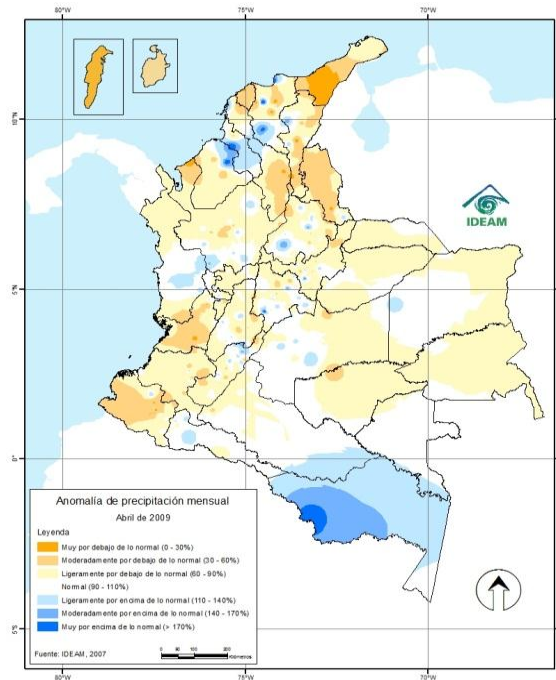 80°W
75°W
70°W
10°N
IDEAM
5°N
0°
Anomalía de precipitación mensual
Abril de 2009
Leyenda
Muy por debajo de lo normal (0 - 30%)
Moderadamente por debajo de lo normal (30 - 60%)
Ligeramente por debajo de lo normal (60 - 90%)
Normal (90 - 110%)
Ligeramente por encima de lo normal (110 - 140%)
Moderadamente por encima de lo normal (140 - 170%)
Muy por encima de lo normal (> 170%)
Fuente: IDEAM, 2007
5°S
80°W
75°W
70°W